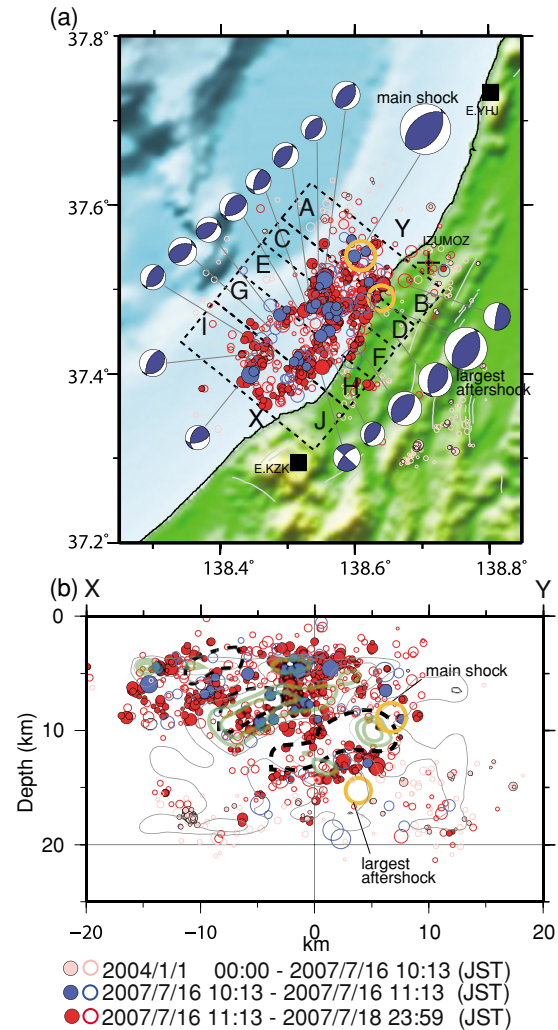 (a)
37.8˚
37.6˚
37.4˚
37.2˚
138.4˚
138.6˚
138.8˚
main shock
E.YHJ
A
C
Y
IZUMOZ
E
G
B
I
D
F
largest
aftershock
H
X
J
E.KZK
(b)
X
Y
0
10
20
Depth (km)
main shock
largest
aftershock
−20
−10
0
10
20
km
2004/1/1 00:00 - 2007/7/16 10:13 (JST)
2007/7/16 10:13 - 2007/7/16 11:13 (JST)
2007/7/16 11:13 - 2007/7/18 23:59 (JST)